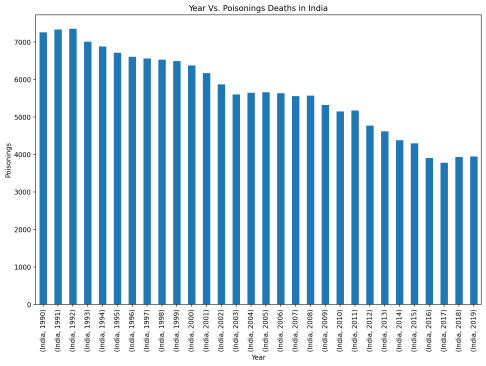 Year Vs. Poisonings Deaths in India
7000
6000
5000
4000
3000
2000
1000
0
Poisonings
(India, 1990)
(India, 1991)
(India, 1992)
(India, 1993)
(India, 1994)
(India, 1995)
(India, 1996)
(India, 1997)
(India, 1998)
(India, 1999)
(India, 2000)
(India, 2001)
(India, 2002)
(India, 2003)
(India, 2004)
(India, 2005)
(India, 2006)
(India, 2007)
(India, 2008)
(India, 2009)
(India, 2010)
(India, 2011)
(India, 2012)
(India, 2013)
(India, 2014)
(India, 2015)
(India, 2016)
(India, 2017)
(India, 2018)
(India, 2019)
Year